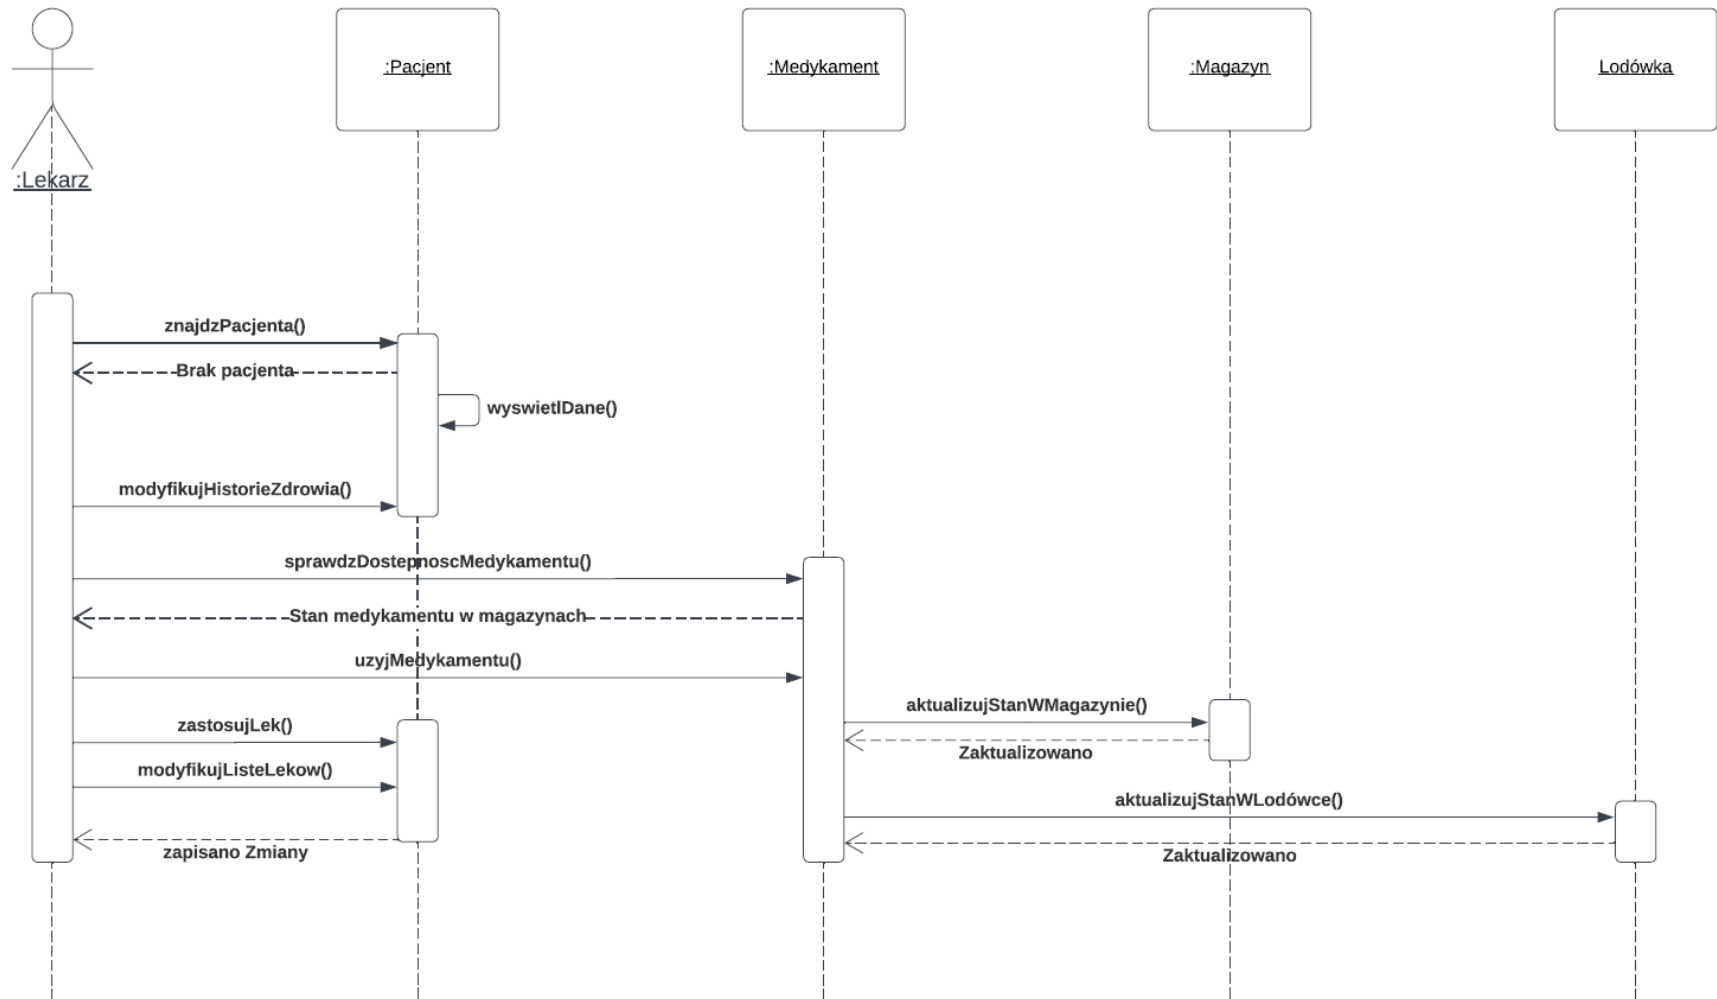 :Pacjent
:Medykament
:Magazyn
Lodówka
:Lekarz
znajdzPacjenta()
Brak pacjenta
wyswietlDane()
modyfikujHistorieZdrowia()
sprawdzDostepnoscMedykamentu()
Stan medykamentu w magazynach
uzyjMedykamentu()
aktualizujStanWMagazynie()
zastosujLek()
Zaktualizowano
modyfikujListeLekow()
aktualizujStanWLodówce()
zapisano Zmiany
Zaktualizowano